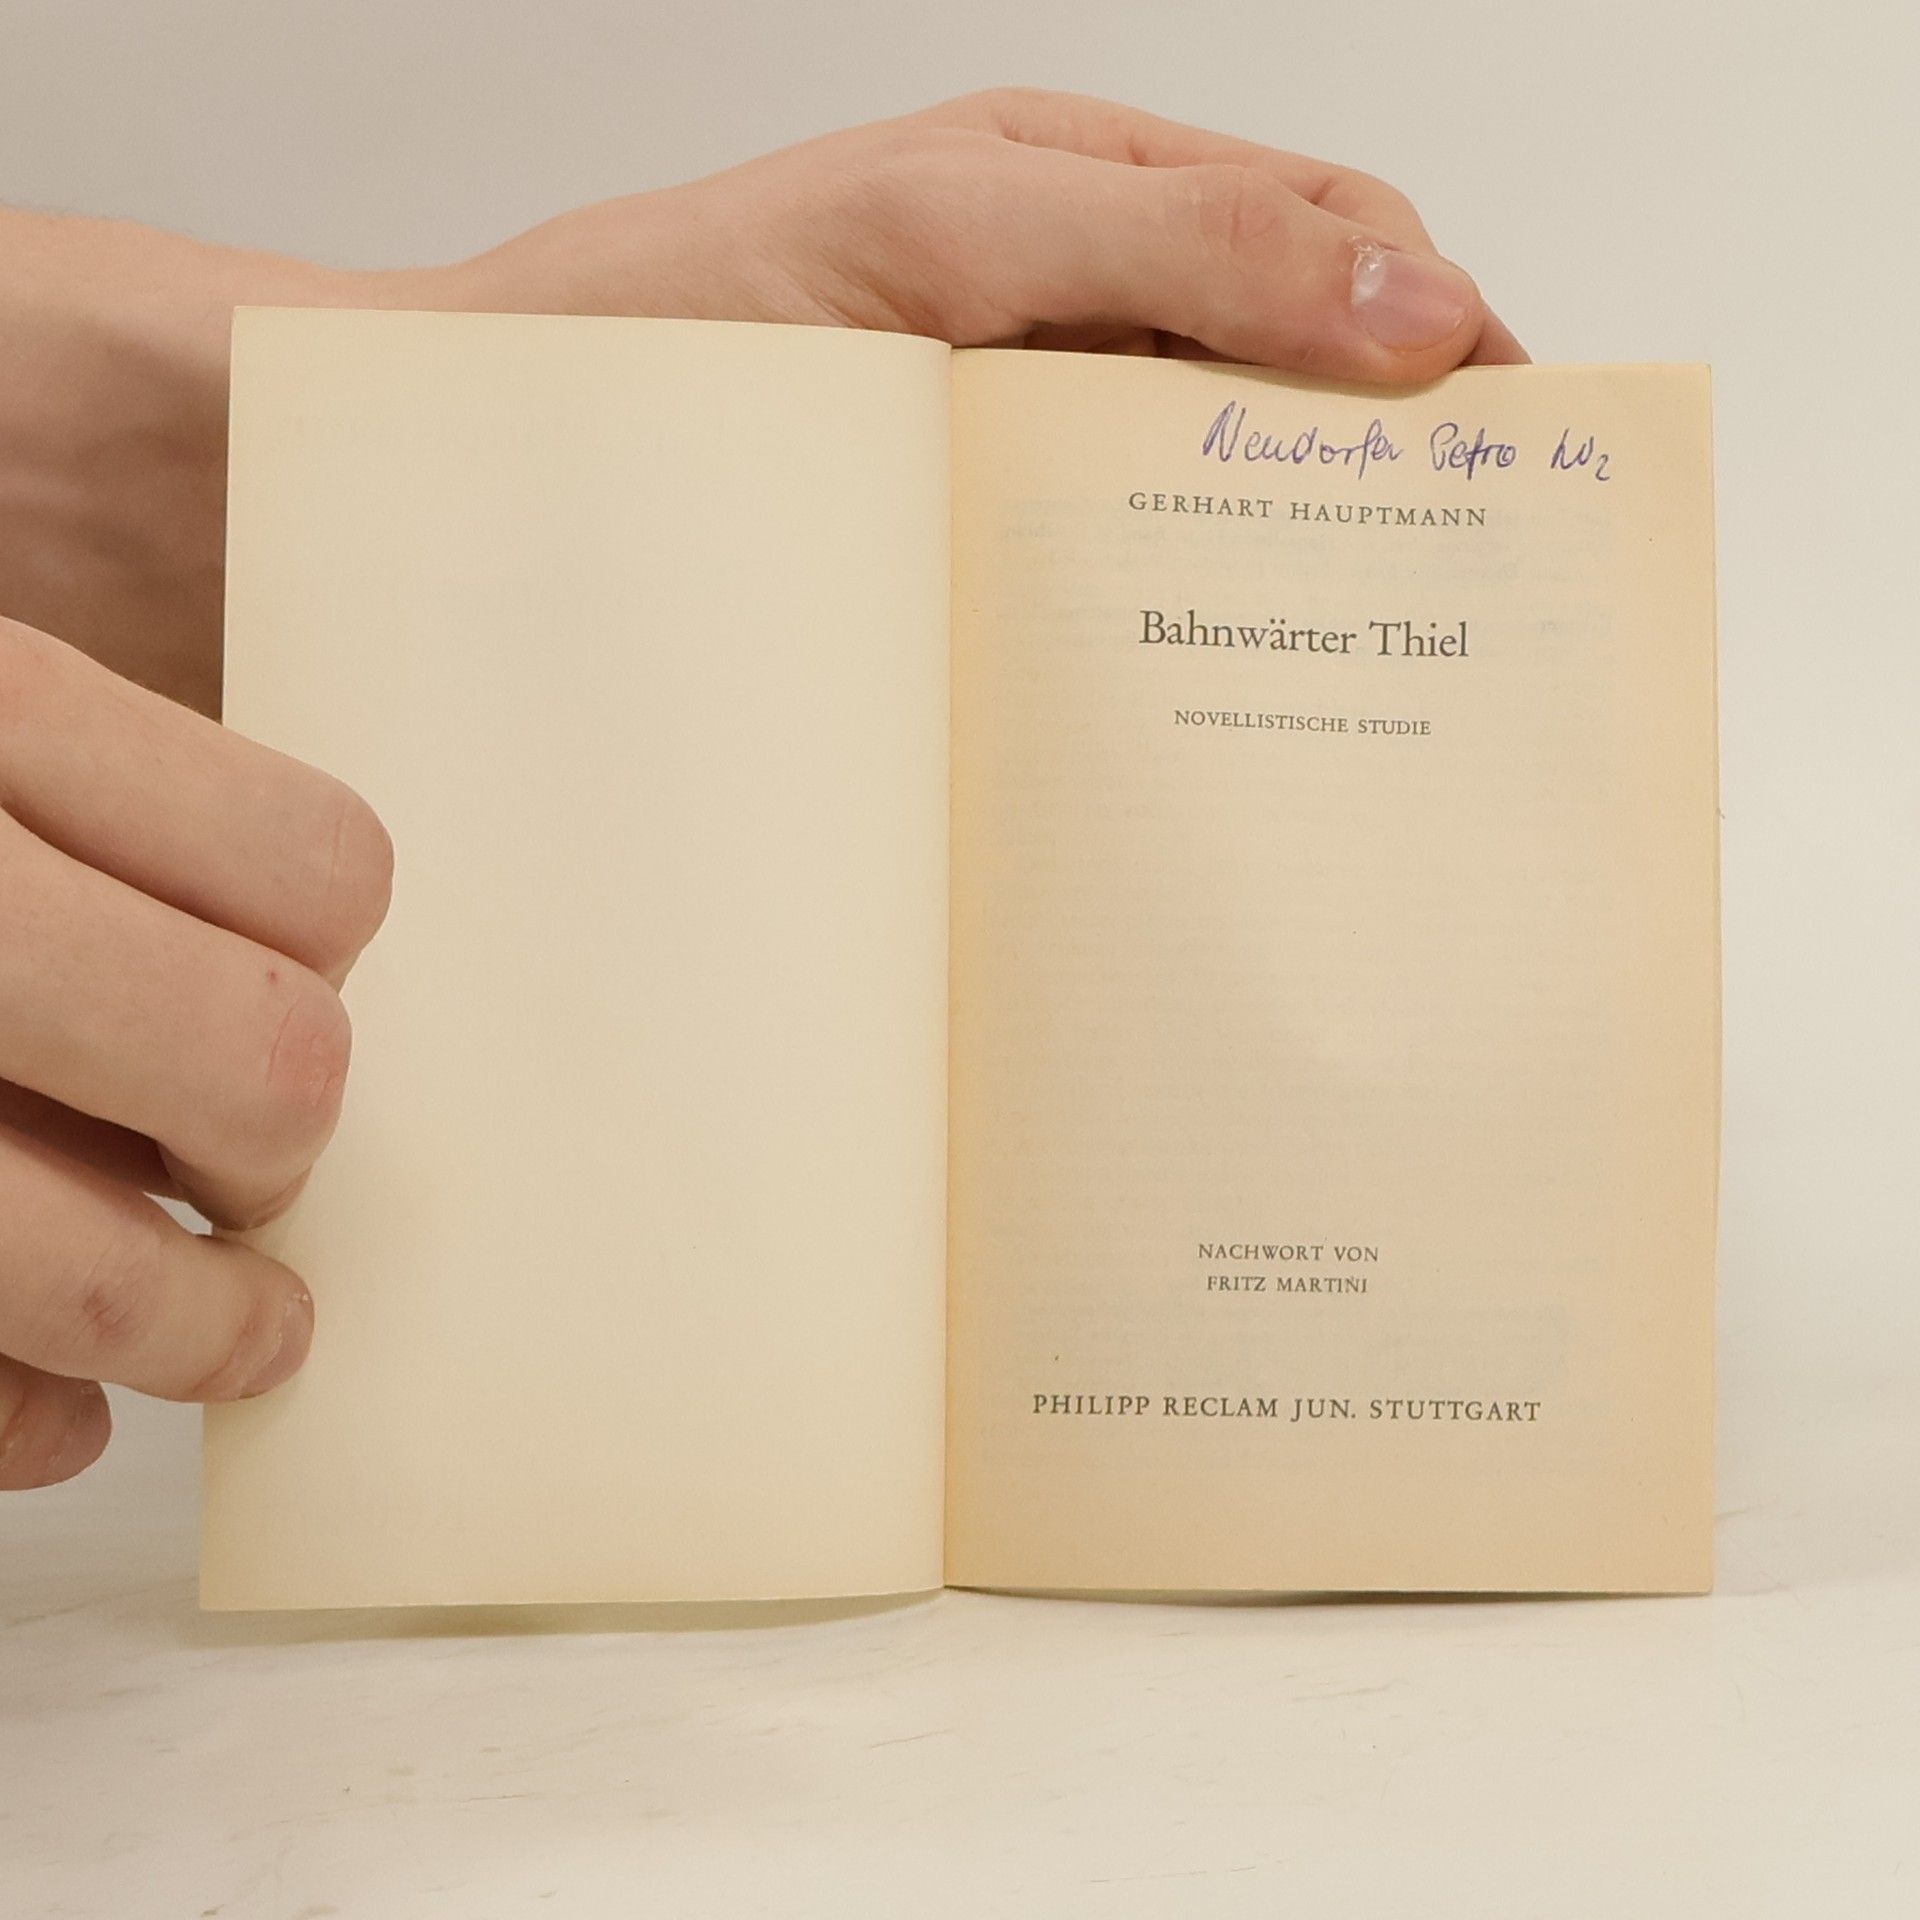 Neudorfer Petra
GERHART HAUPTMANN
Bahnwärter Thiel
NOVELLISTISCHE STUDIE
NACHWORT VON
FRITZ MARTINI
PHILIPP RECLAM JUN. STUTTGART